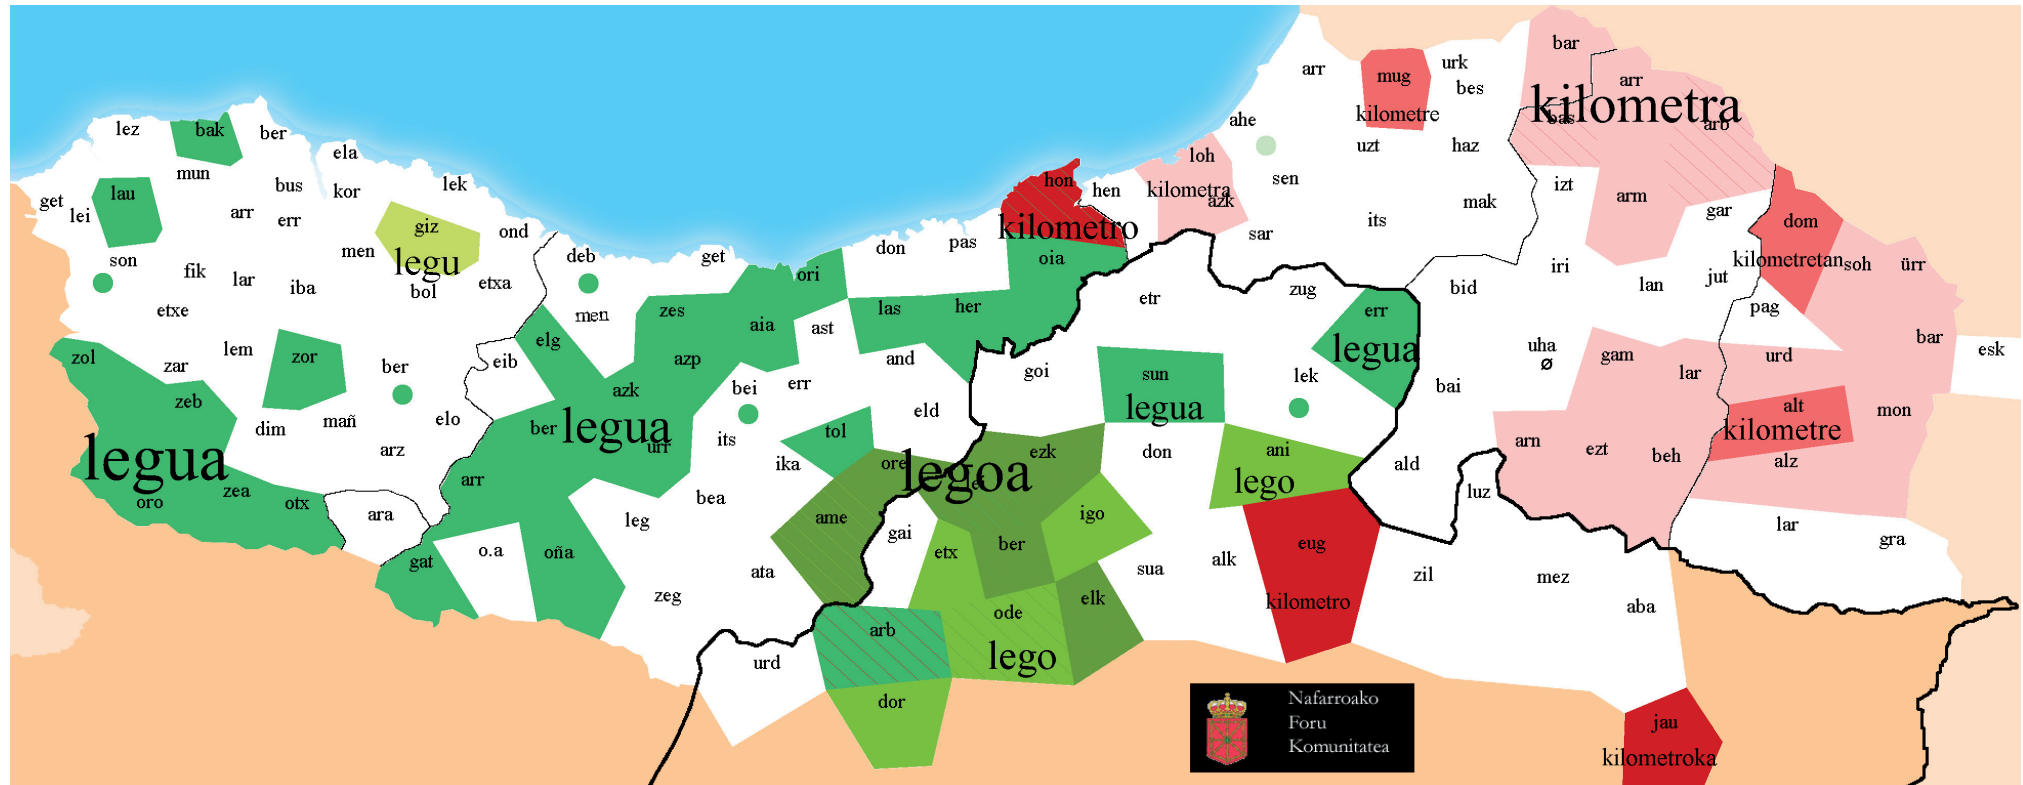 bar
arr
urk
arr
mug
bes
kilometra
kilometre
bas
arb
ahe
lez
bak
ber
uzt
haz
ela
loh
mun
hen
hon
sen
izt
bus
kor
lek
kilometra
azk
lau
get
lei
arr
err
mak
arm
gar
its
dom
giz
ond
kilometro
sar
don
pas
men
legu
son
deb
get
oia
kilometretan
soh
ürr
fik
lar
iba
bol
etxa
ori
iri
lan
jut
bid
zug
etxe
men
zes
las
her
etr
err
pag
aia
ast
legua
bar
esk
lem
zor
elg
uha
ø
zol
zar
ber
eib
azp
and
gam
urd
goi
sun
lek
lar
bai
azk
bei
err
zeb
legua
alt
mon
dim
mañ
elo
ber
legua
eld
kilometre
tol
its
urr
arn
ezt
beh
arz
don
ani
ezk
legua
ika
ore
legoa
ald
alz
arr
lego
luz
zea
oro
otx
bea
ara
leg
ame
igo
gai
lar
gra
o.a
oña
etx
ber
eug
gat
ata
sua
alk
zil
mez
zeg
elk
kilometro
aba
ode
arb
urd
lego
dor
Nafarroako
Foru
Komunitatea
jau
kilometroka